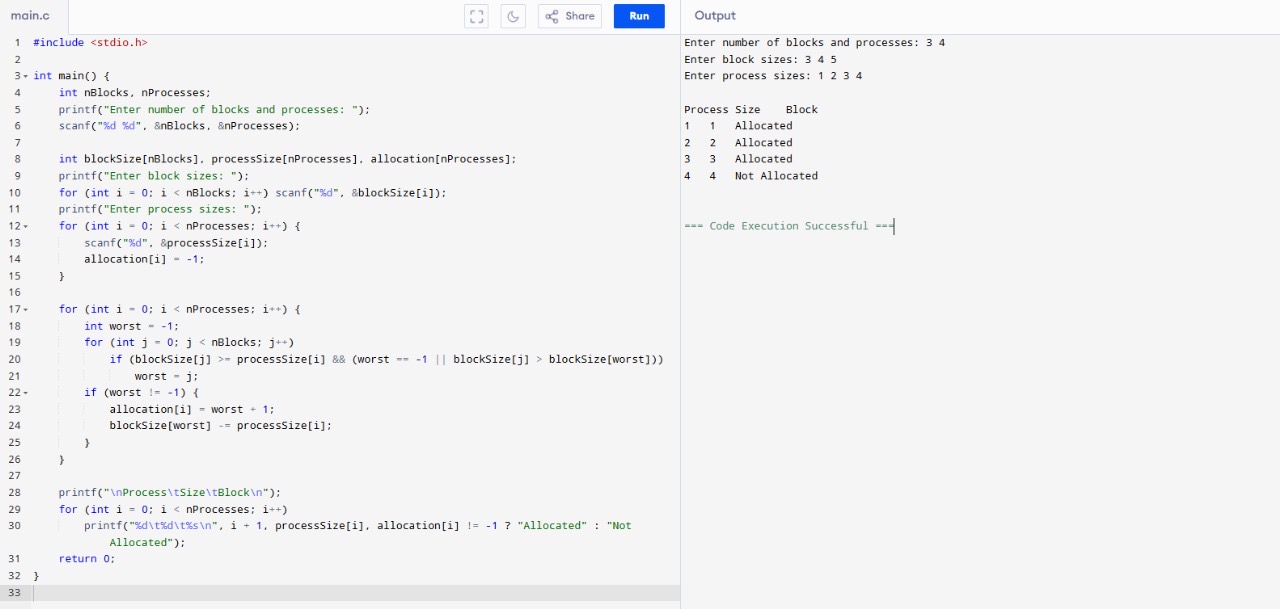 main.c
Share
Run
Output
1 #include <stdio.h>
2
3 int main() {
4 int nBlocks, nProcesses;
5 printf("Enter number of blocks and processes: ");
6 scanf("%d %d", &nBlocks, &nProcesses);
7
8 int blockSize[nBlocks], processSize[nProcesses], allocation[nProcesses];
9 printf("Enter block sizes: ");
10 for (int i = 0; i < nBlocks; i++) scanf("%d", &blockSize[i]);
11 printf("Enter process sizes: ");
12 for (int i = 0; i < nProcesses; i++) {
13 scanf("%d", &processSize[i]);
14 allocation[i] = -1;
15 }
16
17 for (int i = 0; i < nProcesses; i++) {
18 int worst = -1;
19 for (int j = 0; j < nBlocks; j++)
20 if (blockSize[j] >= processSize[i] && (worst == -1 || blockSize[j] > blockSize[worst]))
21 worst = j;
22 if (worst != -1) {
23 allocation[i] = worst + 1;
24 blockSize[worst] -= processSize[i];
25 }
26 }
27
28 printf("\nProcess\tSize\tBlock\n");
29 for (int i = 0; i < nProcesses; i++)
30 printf("%d\t%d\t%s\n", i + 1, processSize[i], allocation[i] != -1 ? "Allocated" : "Not
Allocated");
31 return 0;
32 }
33
Enter number of blocks and processes: 3 4
Enter block sizes: 3 4 5
Enter process sizes: 1 2 3 4
Process Size Block
1 1 Allocated
2 2 Allocated
3 3 Allocated
4 4 Not Allocated
=== Code Execution Successful ===